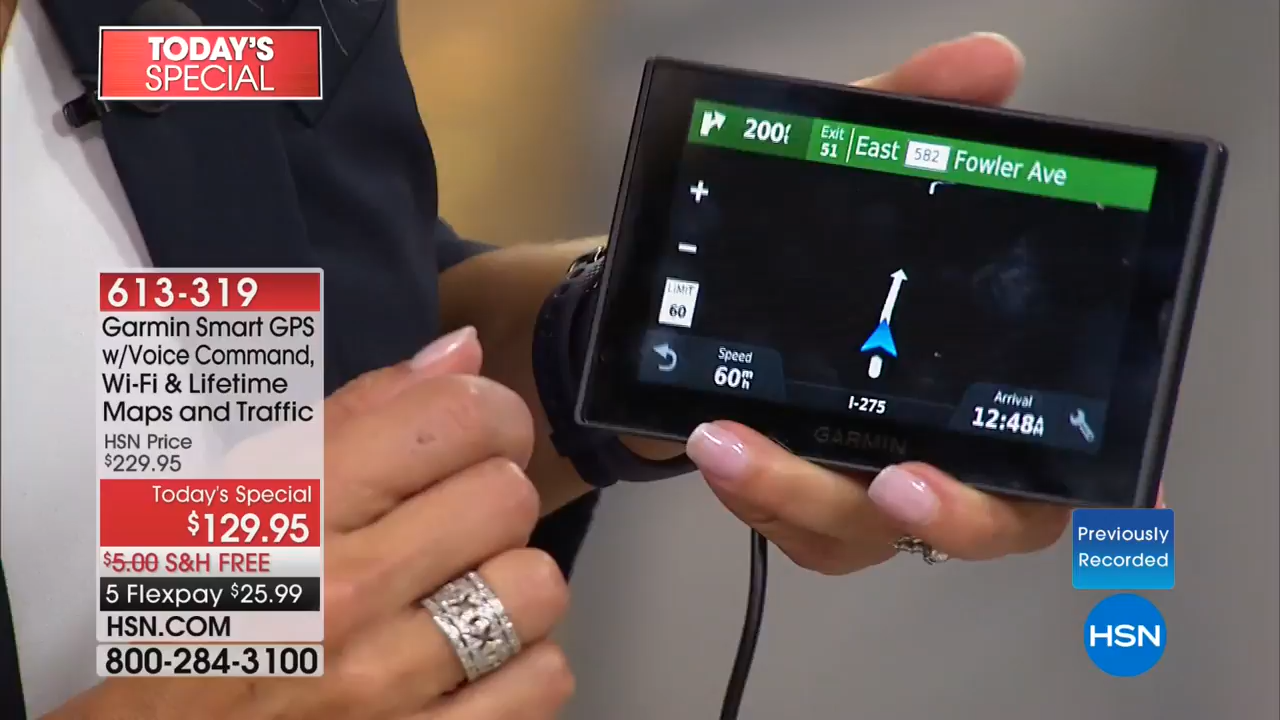 TODAY'S
SPECIAL
613-319
Garmin Smart GPS
w/Voice Command,
Wi-Fi & Lifetime
Maps and Traffic
HSN Price
$229.95
Today's Special
$129.95
$5.00 S&H FREE
5 Flexpay $25.99
HSN.COM
800-284-3100
200ft
Exit
51
East 582 Fowler Ave
+
-
LIMIT
60
Speed
60mh
I-275
Arrival
12:48A
GARMIN
Previously
Recorded
HSN